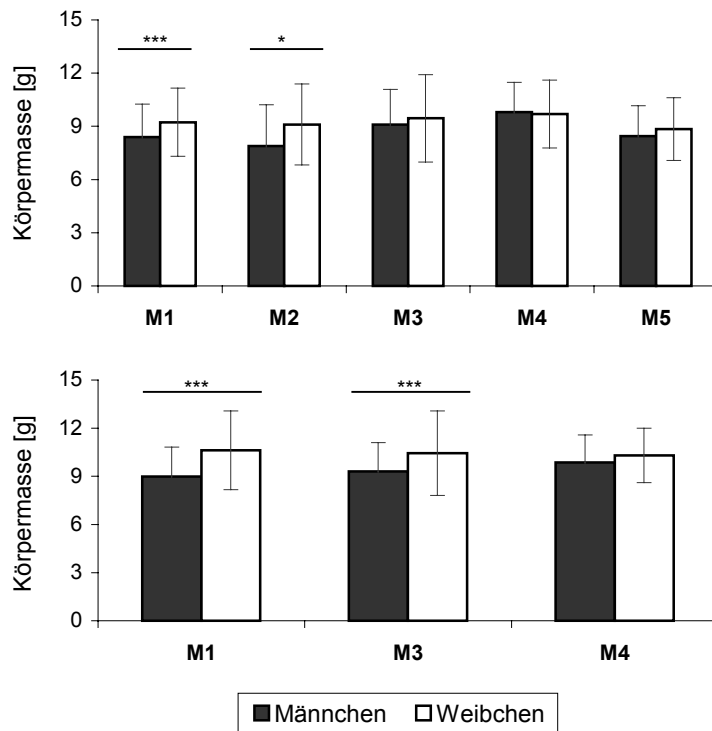 15
*** *
12
9
6
3
0
Körpermasse [g]
M1 M2 M3 M4 M5
15
*** ***
12
9
6
3
0
Körpermasse [g]
M1 M3 M4
Männchen Weibchen